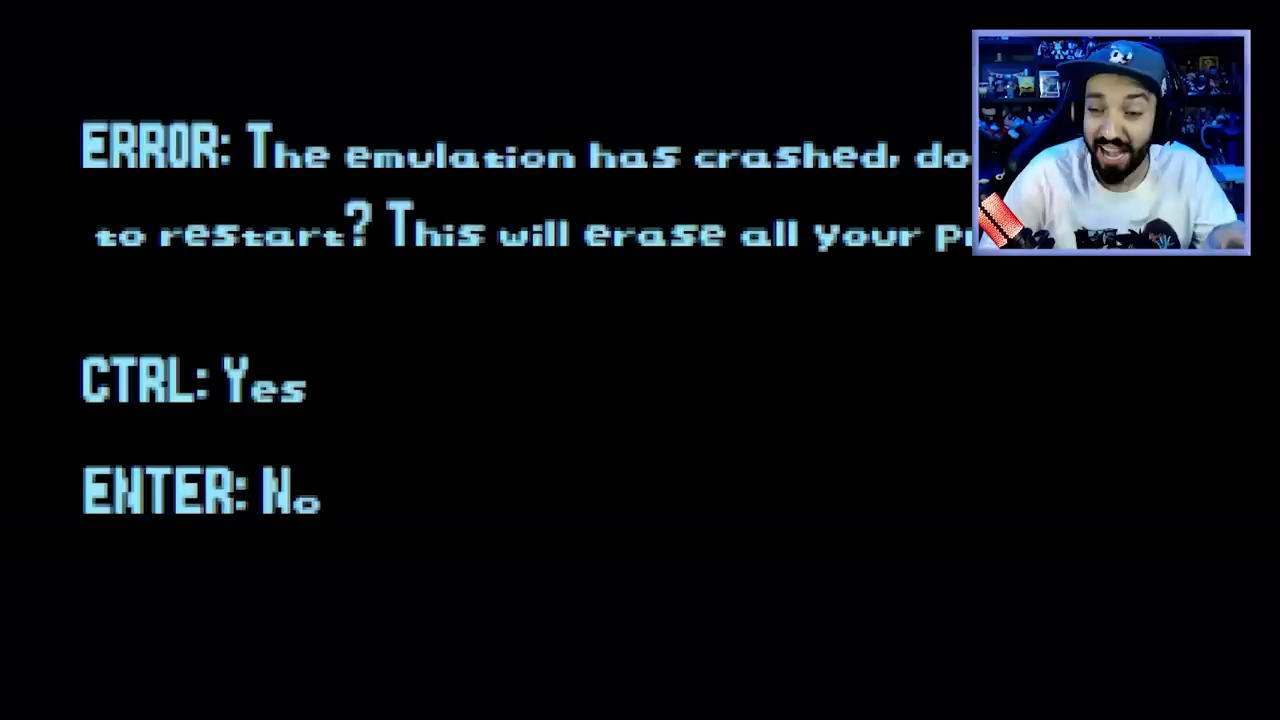 ERROR: The emulation has crashed, do
to restart? This will erase all your
CTRL: Yes
ENTER: No